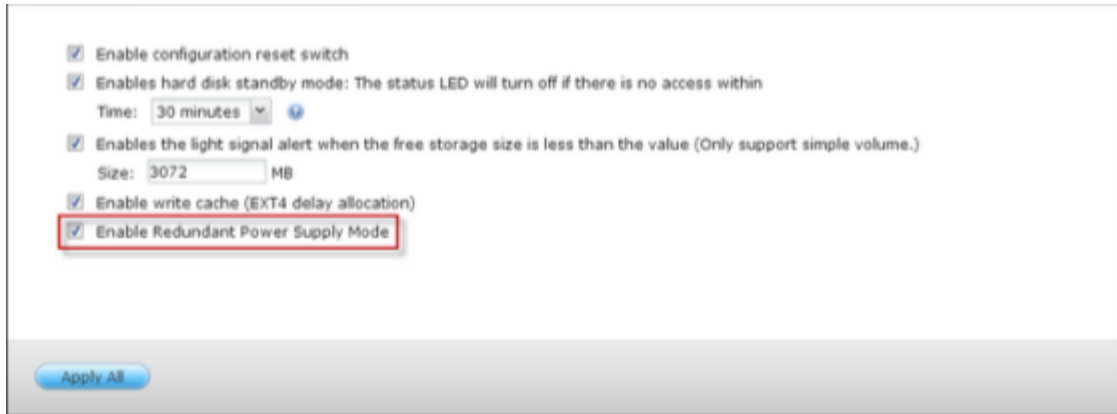 Enable configuration reset switch
Enables hard disk standby mode: The status LED will turn off if there is no access within
Time: 30 minutes
Enables the light signal alert when the free storage size is less than the value (Only support simple volume.)
Size: 3072 MB
Enable write cache (EXT4 delay allocation)
Enable Redundant Power Supply Mode
Apply All